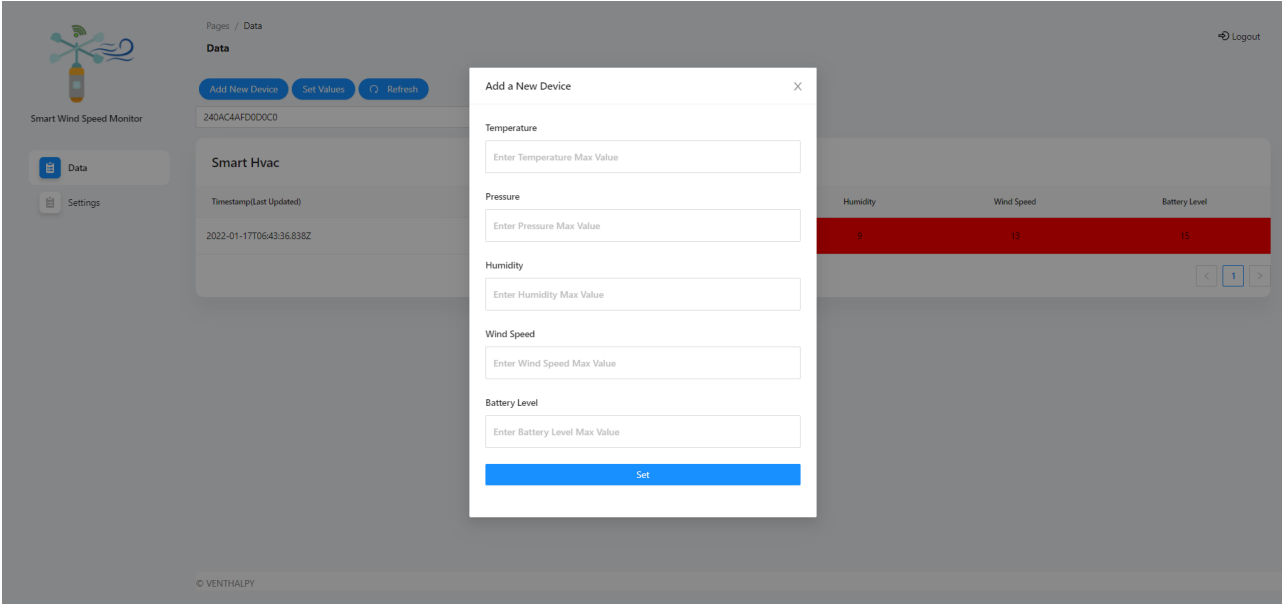 Pages / Data
Data
Logout
Add New Device
Set Values
Refresh
240AC4AFD0D0C0
Smart Wind Speed Monitor
Data
Settings
Smart Hvac
Timestamp(Last Updated)
Humidity
Wind Speed
Battery Level
2022-01-17T06:43:36.838Z
15
1
Add a New Device
Temperature
Enter Temperature Max Value
Pressure
Enter Pressure Max Value
Humidity
Enter Humidity Max Value
Wind Speed
Enter Wind Speed Max Value
Battery Level
Enter Battery Level Max Value
Set
© VENTHALPY